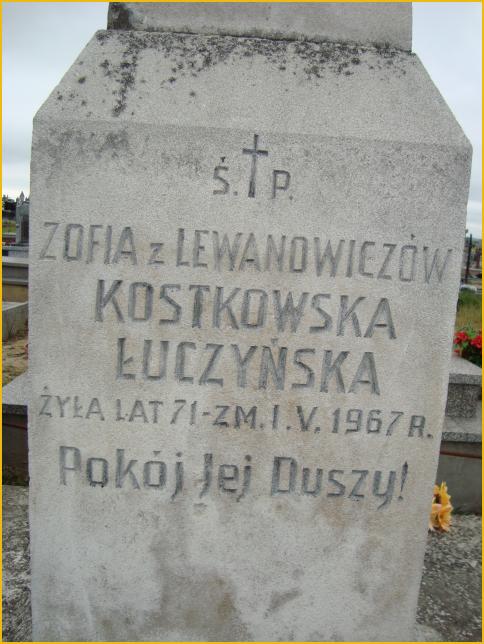 Ś. P.
ZOFIA z LEWANOWICZÓW
KOSTKOWSKA
ŁUCZYŃSKA
ŻYŁA LAT 71-ZM. I. V. 1967 R.
Pokój Jej Duszy!